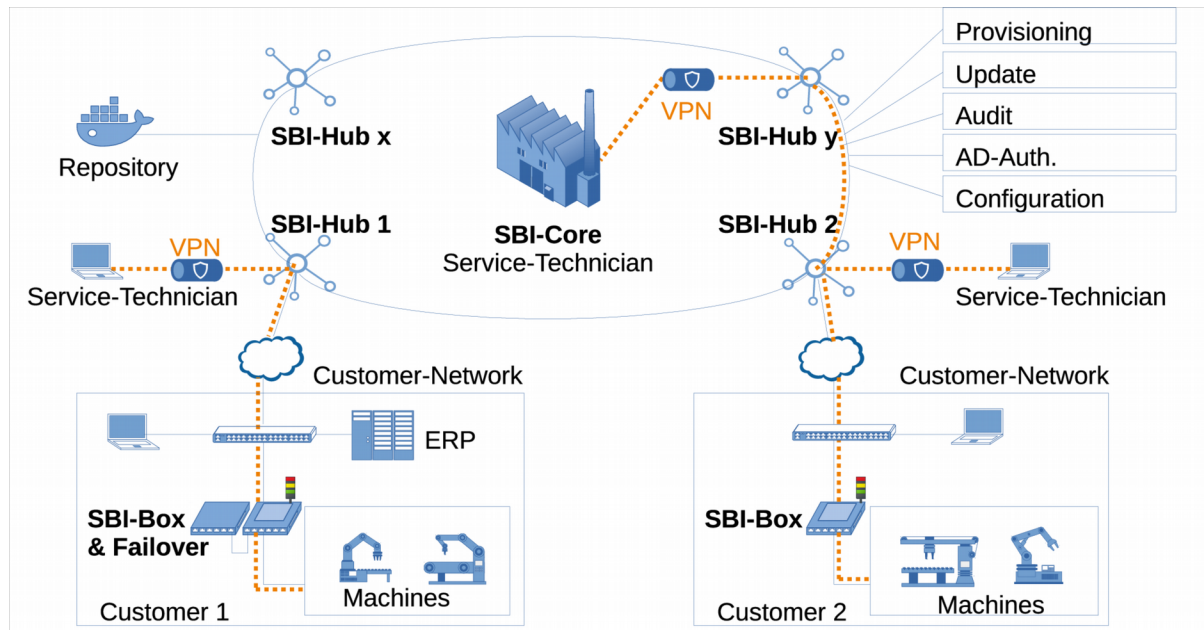 Provisioning
Update
Audit
AD-Auth.
Configuration
VPN
SBI-Hub x
SBI-Hub y
Repository
SBI-Hub 1
SBI-Core
Service-Technician
SBI-Hub 2
VPN
Service-Technician
VPN
Service-Technician
Customer-Network
Customer-Network
ERP
SBI-Box
& Failover
Machines
Customer 1
SBI-Box
Machines
Customer 2